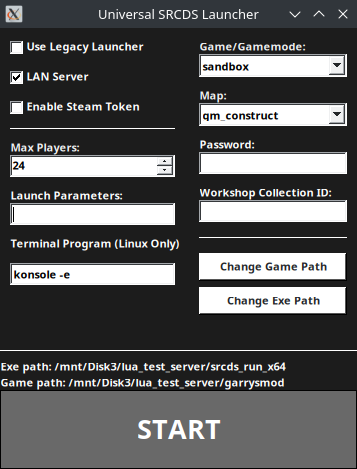 Universal SRCDS Launcher
Use Legacy Launcher
LAN Server
Enable Steam Token
Max Players:
24
Launch Parameters:
Terminal Program (Linux Only)
konsole -e
Game/Gamemode:
sandbox
Map:
qm_construct
Password:
Workshop Collection ID:
Change Game Path
Change Exe Path
Exe path: /mnt/Disk3/lua_test_server/srcds_run_x64
Game path: /mnt/Disk3/lua_test_server/garrysmod
START